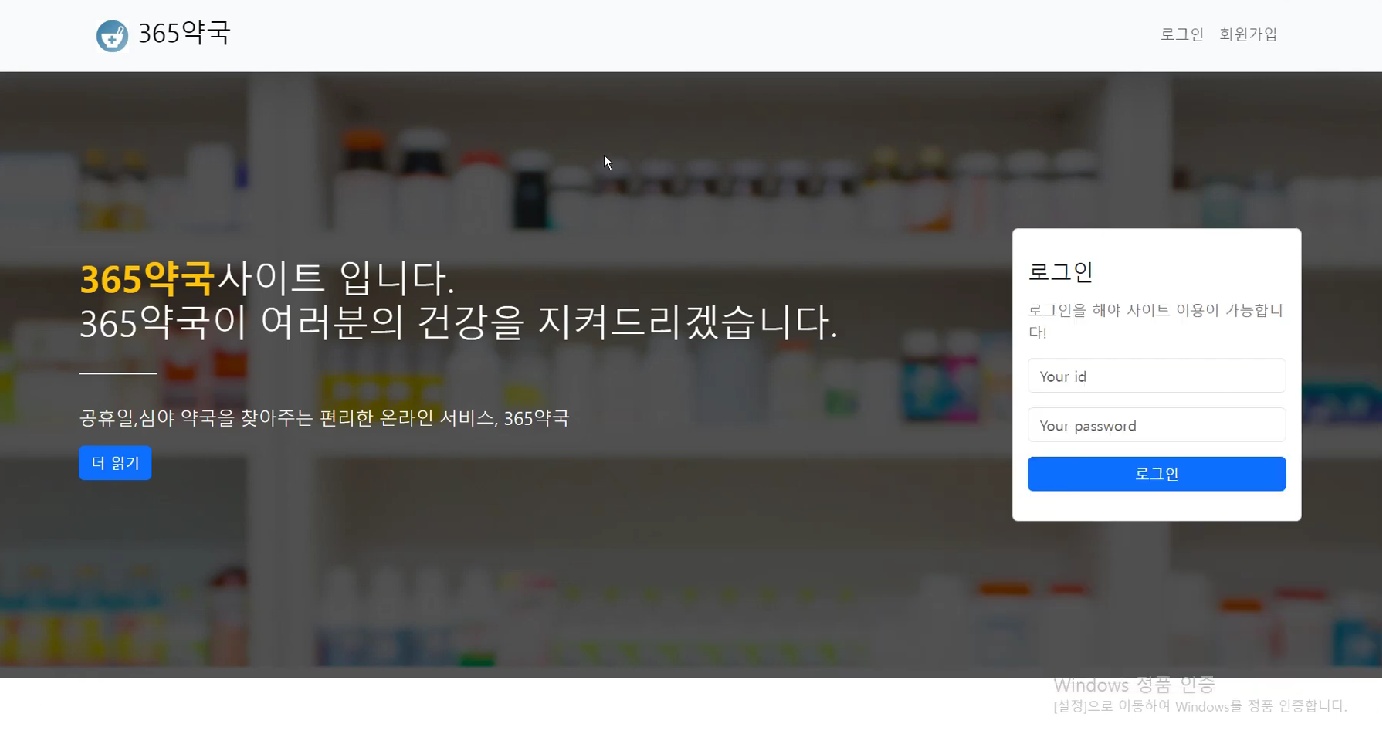 365약국
로그인 회원가입
365약국사이트 입니다.
365약국이 여러분의 건강을 지켜드리겠습니다.
공휴일,심야 약국을 찾아주는 편리한 온라인 서비스, 365약국
더 읽기
로그인
로그인을 해야 사이트 이용이 가능합니
다!
Your id
Your password
로그인
Windows 정품 인증
[설정]으로 이동하여 Windows를 정품 인증합니다.